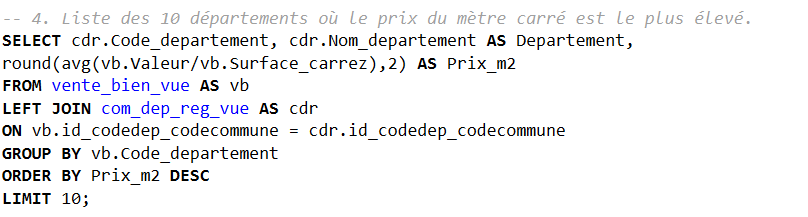 -- 4. Liste des 10 départements où le prix du mètre carré est le plus élevé.
SELECT cdr.Code_departement, cdr.Nom_departement AS Departement,
round(avg(vb.Valeur/vb.Surface_carrez),2) AS Prix_m2
FROM vente_bien_vue AS vb
LEFT JOIN com_dep_reg_vue AS cdr
ON vb.id_codedep_codecommune = cdr.id_codedep_codecommune
GROUP BY vb.Code_departement
ORDER BY Prix_m2 DESC
LIMIT 10;